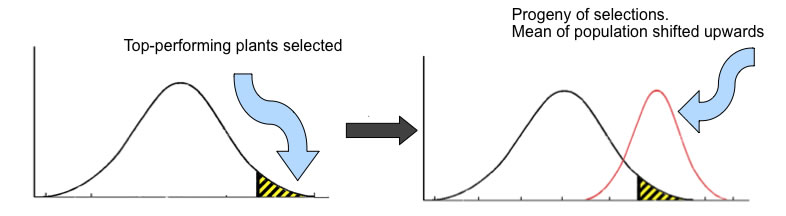 Top-performing plants selected
Progeny of selections.
Mean of population shifted upwards